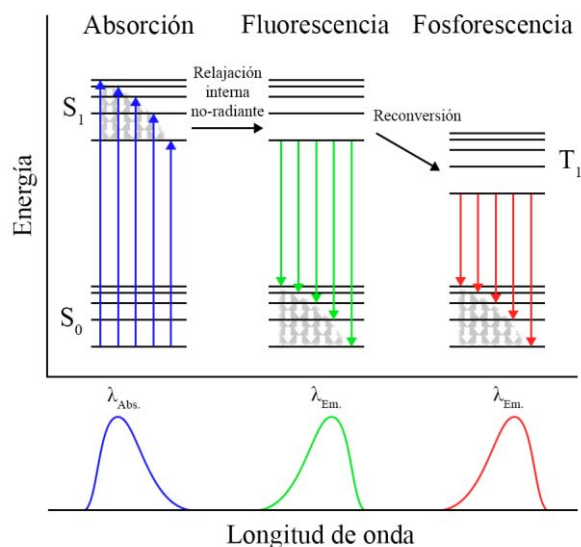 Absorción
Fluorescencia
Fosforescencia
Relajación
interna
no-radiante
Reconversión
S1
T1
Energía
S0
λAbs.
λEm.
λEm.
Longitud de onda